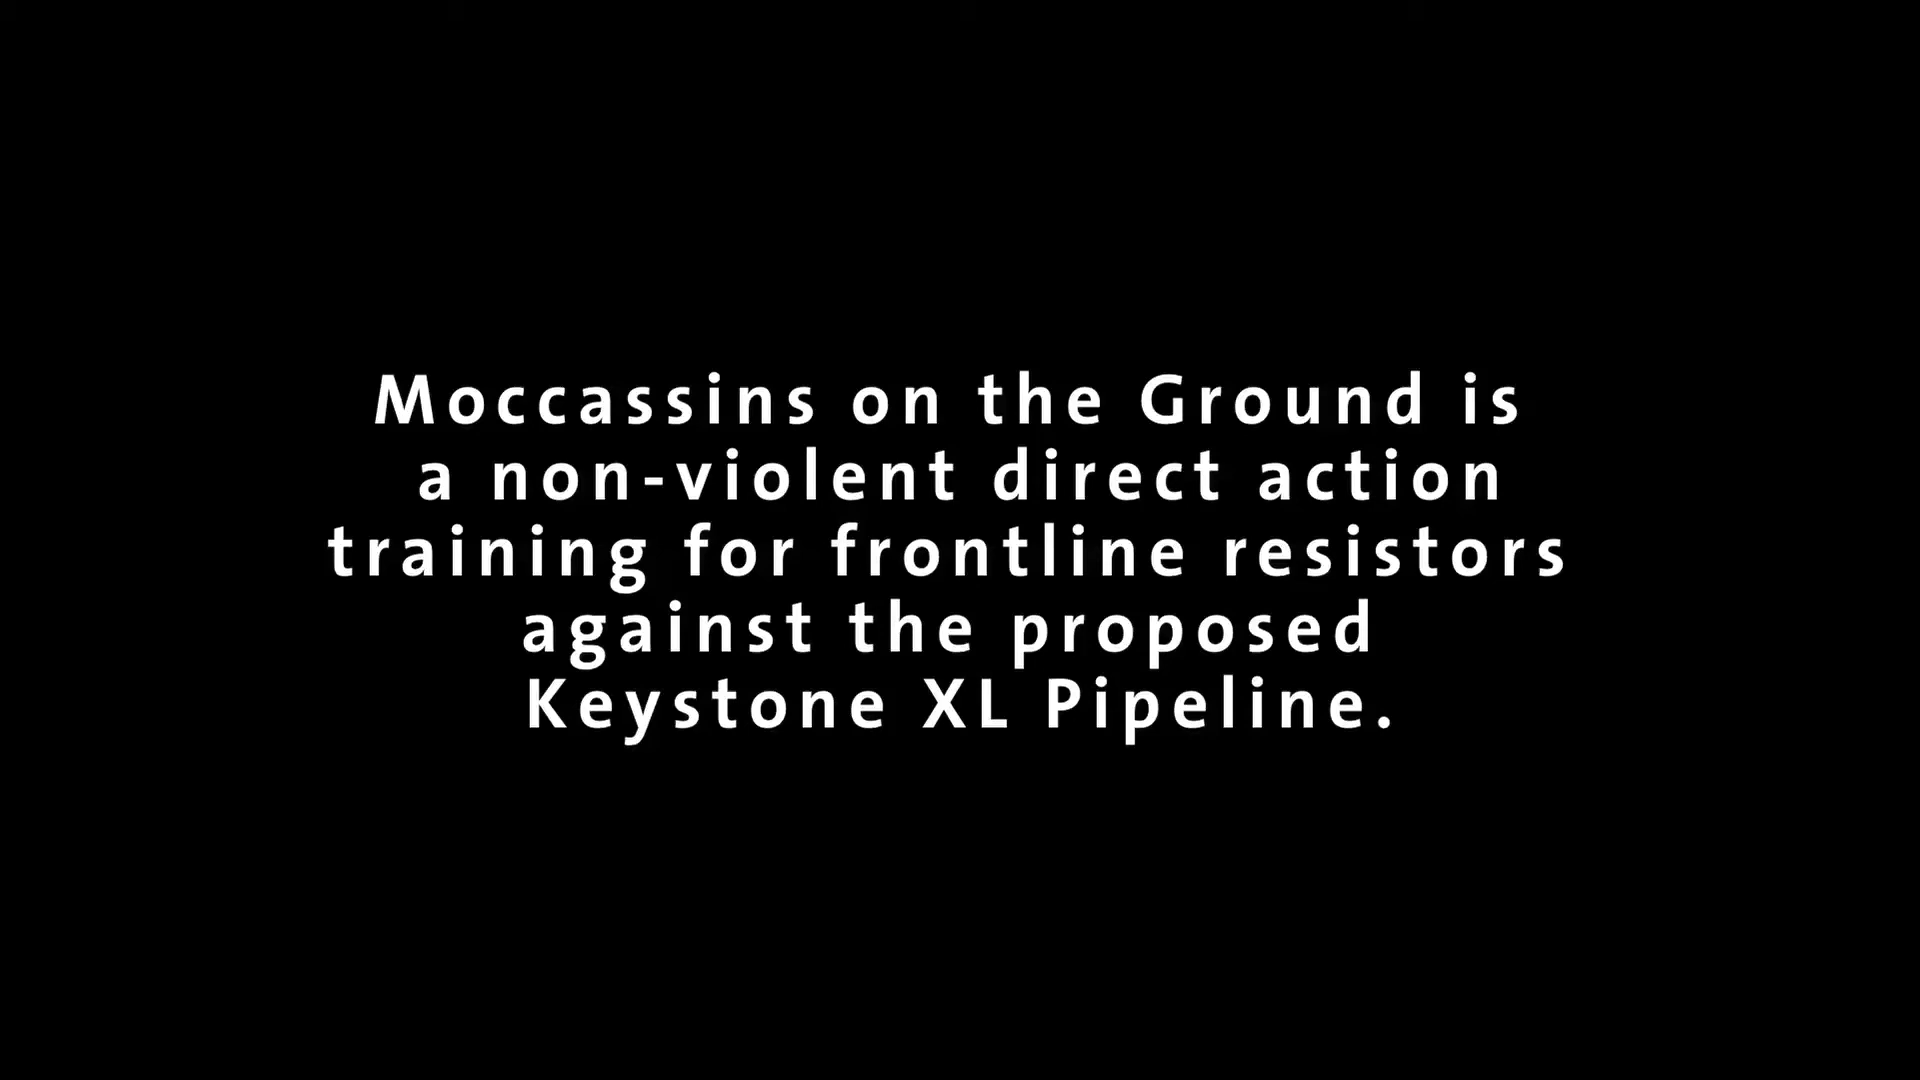 Moccassins on the Ground is
a non-violent direct action
training for frontline resistors
against the proposed
Keystone XL Pipeline.